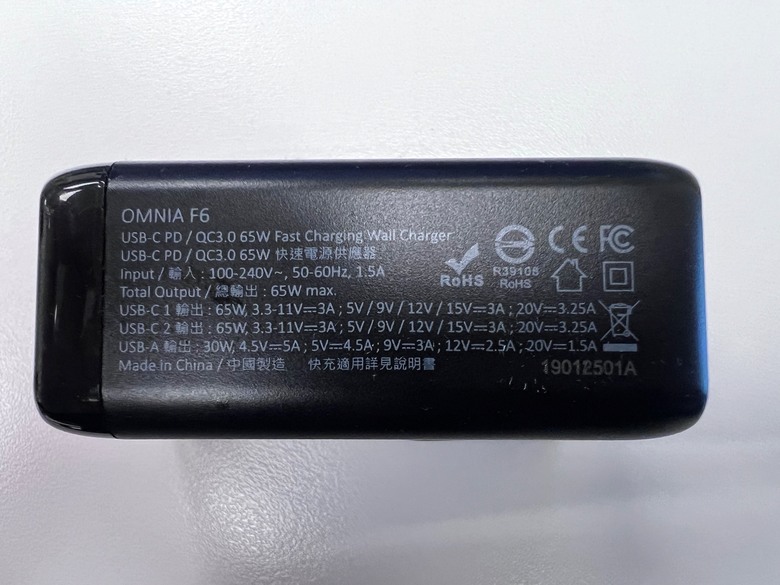 OMNIA F6
USB-C PD / QC3.0 65W Fast Charging Wall Charger
USB-C PD / QC3.0 65W 快速電源供應器
Input / 輸入 : 100-240V~, 50-60Hz, 1.5A
Total Output / 總輸出 : 65W max.
USB-C 1 輸出 : 65W, 3.3-11V⎓3A ; 5V / 9V / 12V / 15V⎓3A ; 20V⎓3.25A
USB-C 2 輸出 : 65W, 3.3-11V⎓3A ; 5V / 9V / 12V / 15V⎓3A ; 20V⎓3.25A
USB-A 輸出 : 30W, 4.5V⎓5A ; 5V⎓4.5A ; 9V⎓3A ; 12V⎓2.5A ; 20V⎓1.5A
Made in China / 中國製造 快充適用詳見說明書
RoHS
R39108
RoHS
CE FC
19012501A